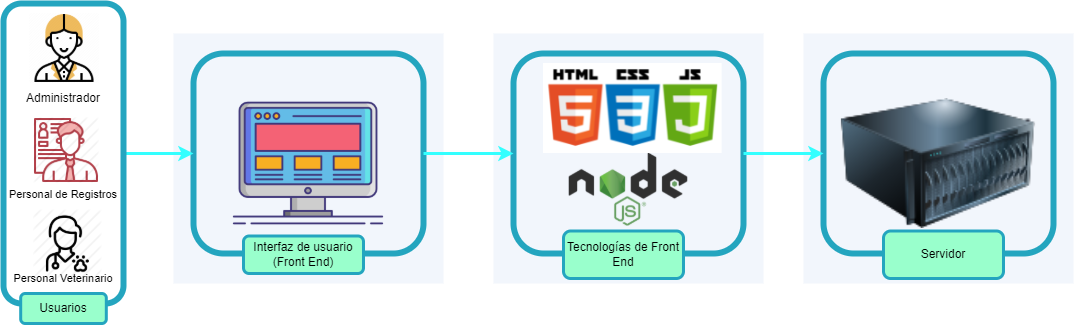 Administrador
Personal de Registros
Personal Veterinario
Usuarios
Interfaz de usuario
(Front End)
HTML CSS JS
5 3
node
JS
Tecnologías de Front
End
Servidor